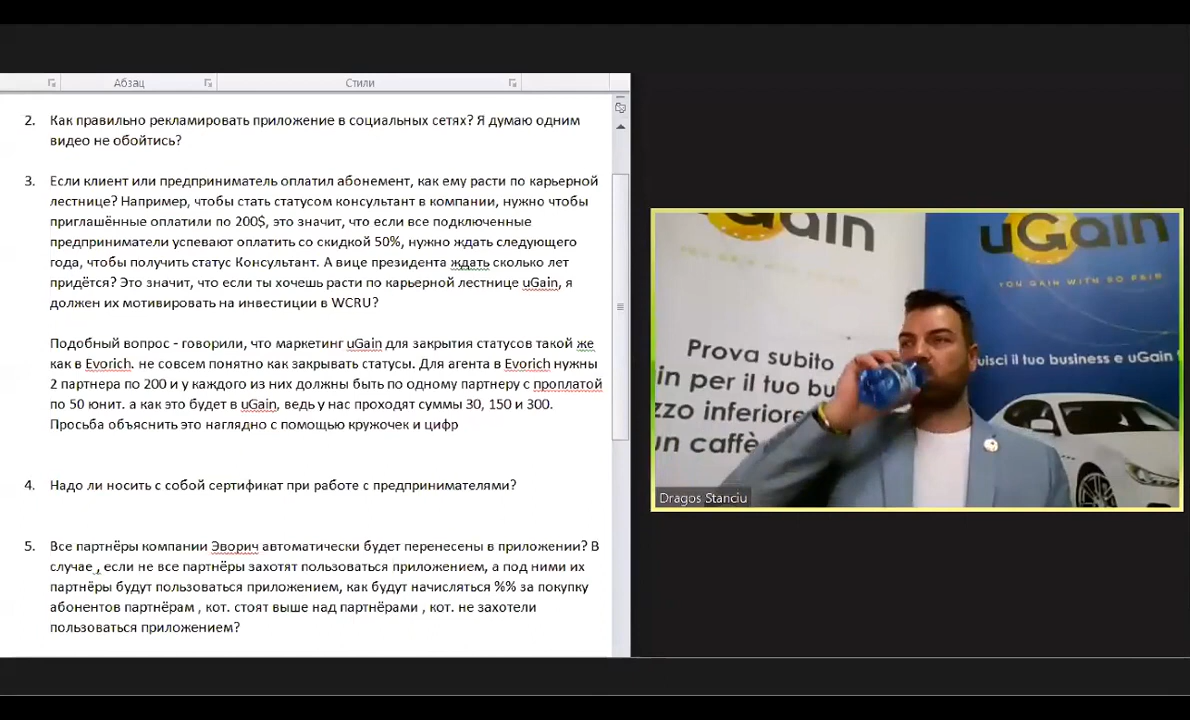 Абзац
Стили
2. Как правильно рекламировать приложение в социальных сетях? Я думаю одним
видео не обойтись?
3. Если клиент или предприниматель оплатил абонемент, как ему расти по карьерной
лестнице? Например, чтобы стать статусом консультант в компании, нужно чтобы
приглашённые оплатили по 200$, это значит, что если все подключенные
предприниматели успевают оплатить со скидкой 50%, нужно ждать следующего
года, чтобы получить статус Консультант. А вице президента ждать сколько лет
придётся? Это значит, что если ты хочешь расти по карьерной лестнице uGain, я
должен их мотивировать на инвестиции в WCRU?
Подобный вопрос - говорили, что маркетинг uGain для закрытия статусов такой же
как в Evorich. не совсем понятно как закрывать статусы. Для агента в Evorich нужны
2 партнера по 200 и у каждого из них должны быть по одному партнеру с проплатой
по 50 юнит. а как это будет в uGain, ведь у нас проходят суммы 30, 150 и 300.
Просьба объяснить это наглядно с помощью кружочек и цифр
4. Надо ли носить с собой сертификат при работе с предпринимателями?
5. Все партнёры компании Эворич автоматически будет перенесены в приложении? В
случае , если не все партнёры захотят пользоваться приложением, а под ними их
партнёры будут пользоваться приложением, как будут начисляться %% за покупку
абонентов партнёрам , кот. стоят выше над партнёрами , кот. не захотели
пользоваться приложением?
uGain
uGain
YOU GAIN WITH NO PAIN
Prova subito
in per il tuo bu
zzo inferiore
un caffè
uisci il tuo business e uGain
Dragos Stanciu